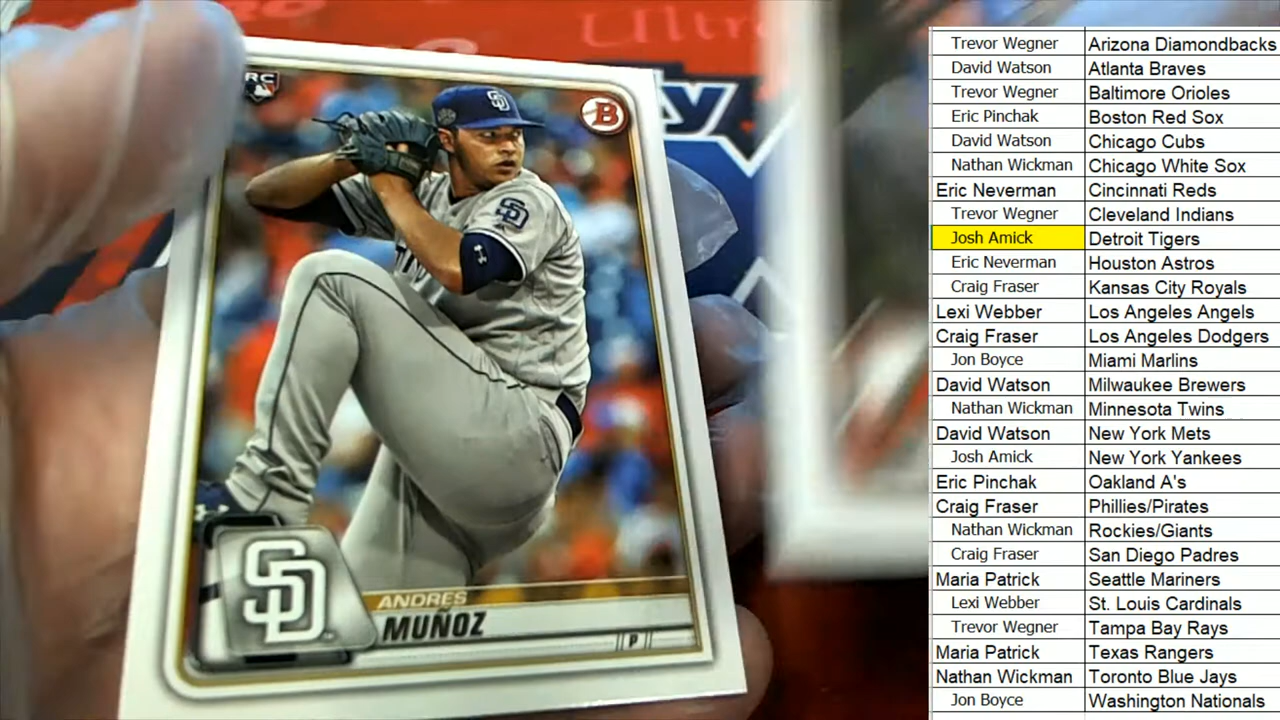 Ultra
RC
SD
B
SD
y
SD
ANDRES
MUÑOZ
P
Trevor Wegner Arizona Diamondbacks
David Watson Atlanta Braves
Trevor Wegner Baltimore Orioles
Eric Pinchak Boston Red Sox
David Watson Chicago Cubs
Nathan Wickman Chicago White Sox
Eric Neverman Cincinnati Reds
Trevor Wegner Cleveland Indians
Josh Amick Detroit Tigers
Eric Neverman Houston Astros
Craig Fraser Kansas City Royals
Lexi Webber Los Angeles Angels
Craig Fraser Los Angeles Dodgers
Jon Boyce Miami Marlins
David Watson Milwaukee Brewers
Nathan Wickman Minnesota Twins
David Watson New York Mets
Josh Amick New York Yankees
Eric Pinchak Oakland A's
Craig Fraser Phillies/Pirates
Nathan Wickman Rockies/Giants
Craig Fraser San Diego Padres
Maria Patrick Seattle Mariners
Lexi Webber St. Louis Cardinals
Trevor Wegner Tampa Bay Rays
Maria Patrick Texas Rangers
Nathan Wickman Toronto Blue Jays
Jon Boyce Washington Nationals